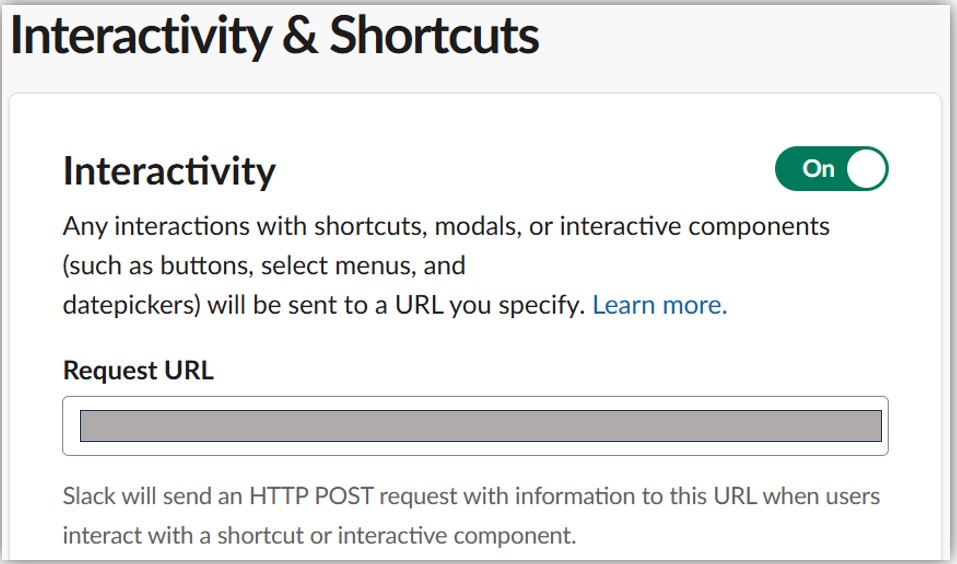 Interactivity & Shortcuts
Interactivity
On
Any interactions with shortcuts, modals, or interactive components
(such as buttons, select menus, and
datepickers) will be sent to a URL you specify. Learn more.
Request URL
Slack will send an HTTP POST request with information to this URL when users
interact with a shortcut or interactive component.